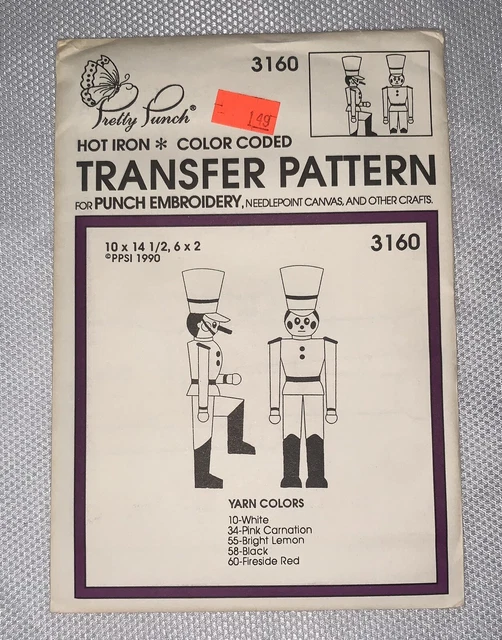 3160
Pretty Punch®
1.49
HOT IRON * COLOR CODED
TRANSFER PATTERN
FOR PUNCH EMBROIDERY, NEEDLEPOINT CANVAS, AND OTHER CRAFTS.
10 x 14 1/2, 6 x 2
©PPSI 1990
3160
YARN COLORS
10-White
34-Pink Carnation
55-Bright Lemon
58-Black
60-Fireside Red